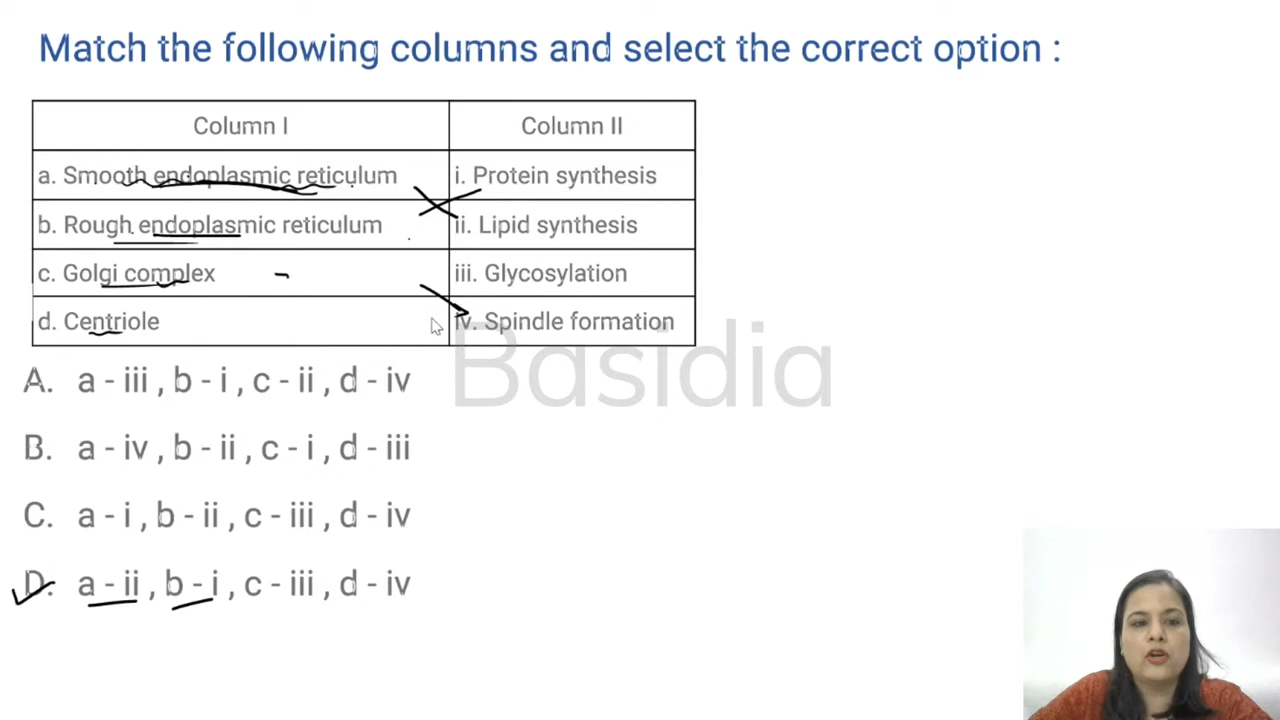 Match the following columns and select the correct option :
Column I Column II
a. Smooth endoplasmic reticulum i. Protein synthesis
b. Rough endoplasmic reticulum ii. Lipid synthesis
c. Golgi complex iii. Glycosylation
d. Centriole iv. Spindle formation
Basidia
A. a - iii , b - i , c - ii , d - iv
B. a - iv , b - ii , c - i , d - iii
C. a - i , b - ii , c - iii , d - iv
D. a - ii , b - i , c - iii , d - iv